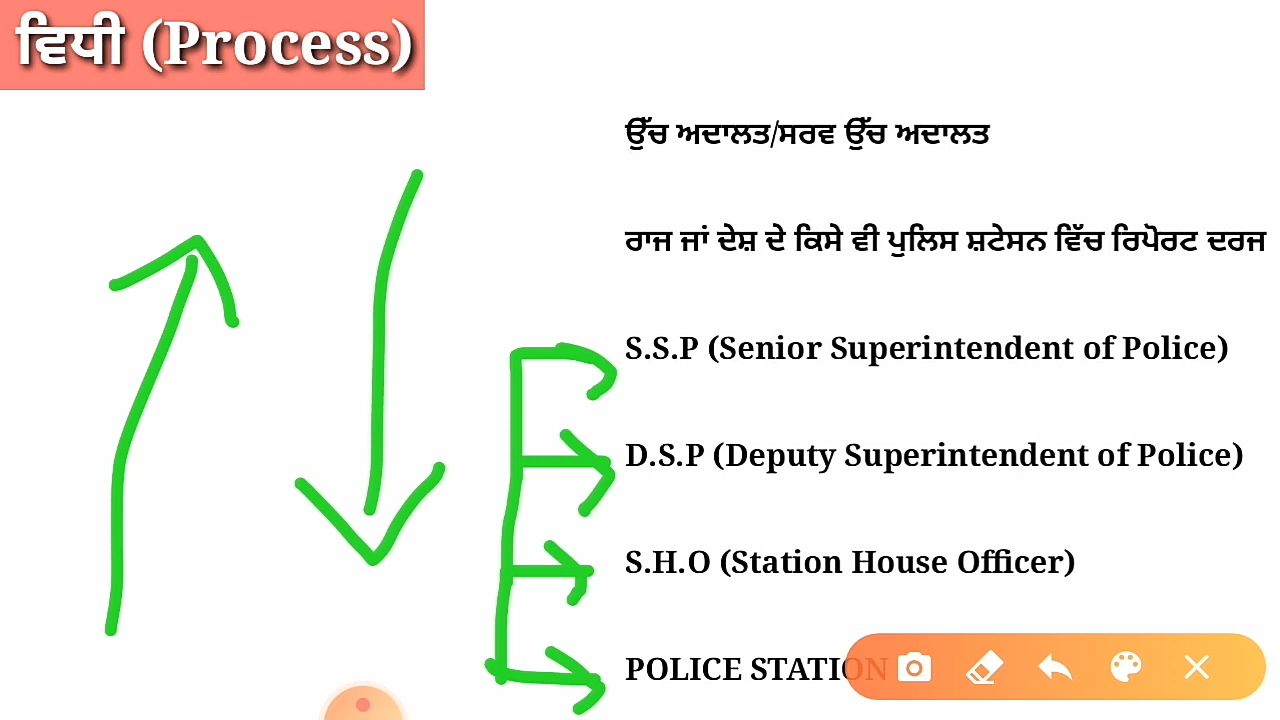 ਵਿਧੀ (Process)
ਉੱਚ ਅਦਾਲਤ/ਸਰਵ ਉੱਚ ਅਦਾਲਤ
ਰਾਜ ਜਾਂ ਦੇਸ਼ ਦੇ ਕਿਸੇ ਵੀ ਪੁਲਿਸ ਸ਼ਟੇਸਨ ਵਿੱਚ ਰਿਪੋਰਟ ਦਰਜ
S.S.P (Senior Superintendent of Police)
D.S.P (Deputy Superintendent of Police)
S.H.O (Station House Officer)
POLICE STATION